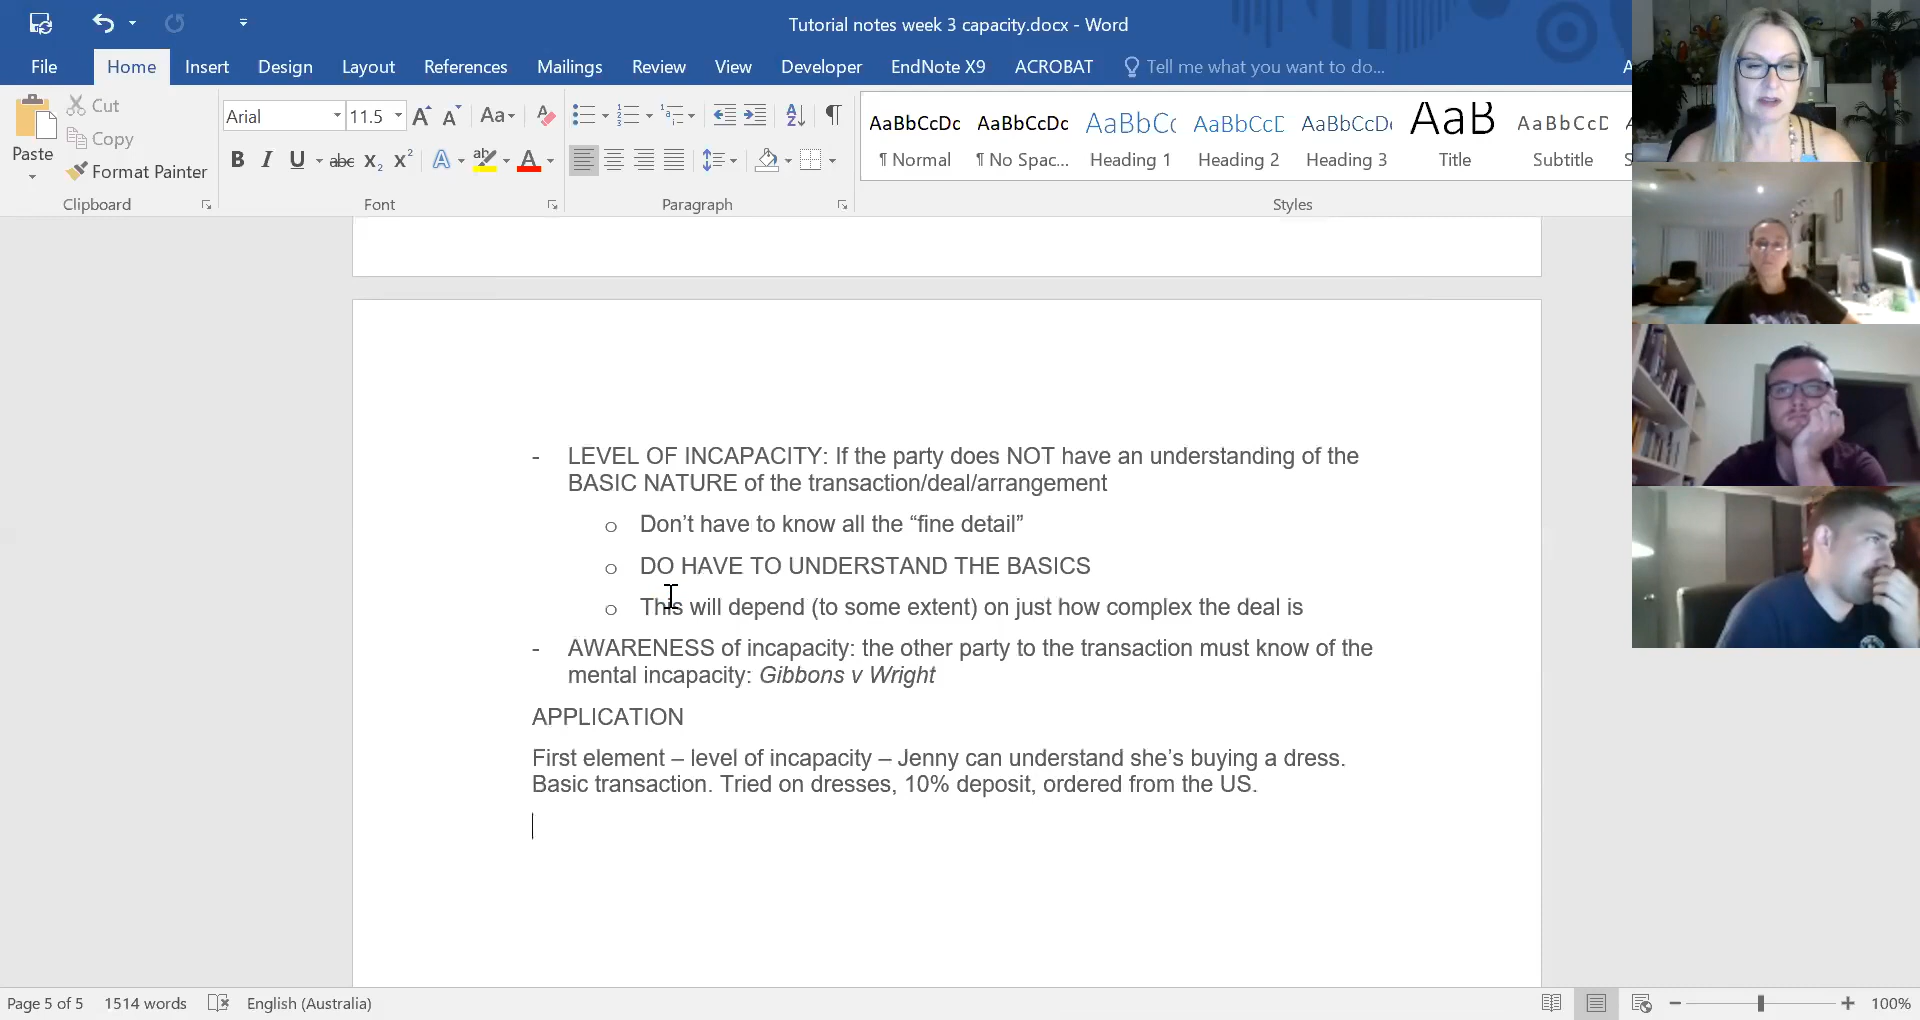 Tutorial notes week 3 capacity.docx - Word
File Home Insert Design Layout References Mailings Review View Developer EndNote X9 ACROBAT Tell me what you want to do...
Paste
Cut
Copy
Format Painter
Clipboard
Arial 11.5
Aa
B I U abc X₂ X² A ab A
Font
Paragraph
AaBbCcDc AaBbCcDc AaBbCc AaBbCcD AaBbCcDc AaB AaBbCcD
¶ Normal ¶ No Spac... Heading 1 Heading 2 Heading 3 Title Subtitle
Styles
- LEVEL OF INCAPACITY: If the party does NOT have an understanding of the
BASIC NATURE of the transaction/deal/arrangement
o Don’t have to know all the “fine detail”
o DO HAVE TO UNDERSTAND THE BASICS
o This will depend (to some extent) on just how complex the deal is
- AWARENESS of incapacity: the other party to the transaction must know of the
mental incapacity: Gibbons v Wright
APPLICATION
First element – level of incapacity – Jenny can understand she’s buying a dress.
Basic transaction. Tried on dresses, 10% deposit, ordered from the US.
Page 5 of 5 1514 words English (Australia) 100%